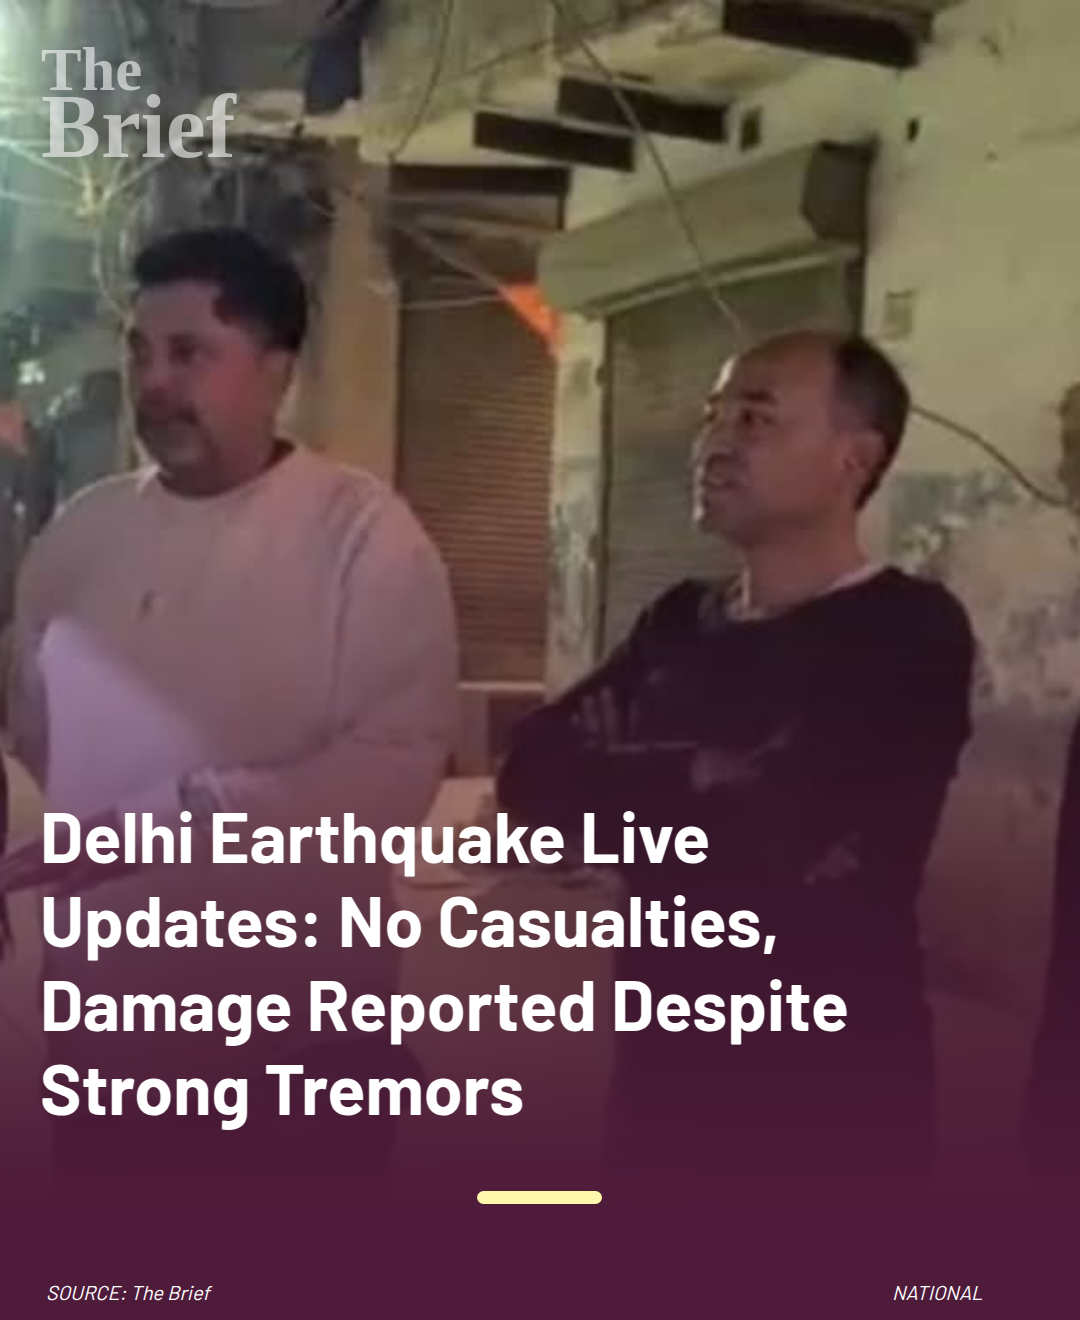 The
Brief
Delhi Earthquake Live
Updates: No Casualties,
Damage Reported Despite
Strong Tremors
SOURCE: The Brief
NATIONAL